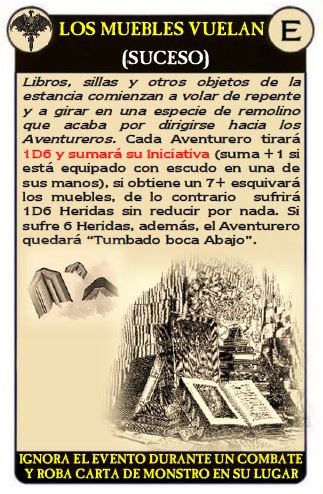 LOS MUEBLES VUELAN
E
(SUCESO)
Libros, sillas y otros objetos de la
estancia comienzan a volar de repente
y a girar en una especie de remolino
que acaba por dirigirse hacia los
Aventureros. Cada Aventurero tirará
1D6 y sumará su Iniciativa (suma +1 si
está equipado con escudo en una de
sus manos), si obtiene un 7+ esquivará
los muebles, de lo contrario sufrirá
1D6 Heridas sin reducir por nada. Si
sufre 6 Heridas, además, el Aventurero
quedará “Tumbado boca Abajo”.
IGNORA EL EVENTO DURANTE UN COMBATE
Y ROBA CARTA DE MONSTRO EN SU LUGAR